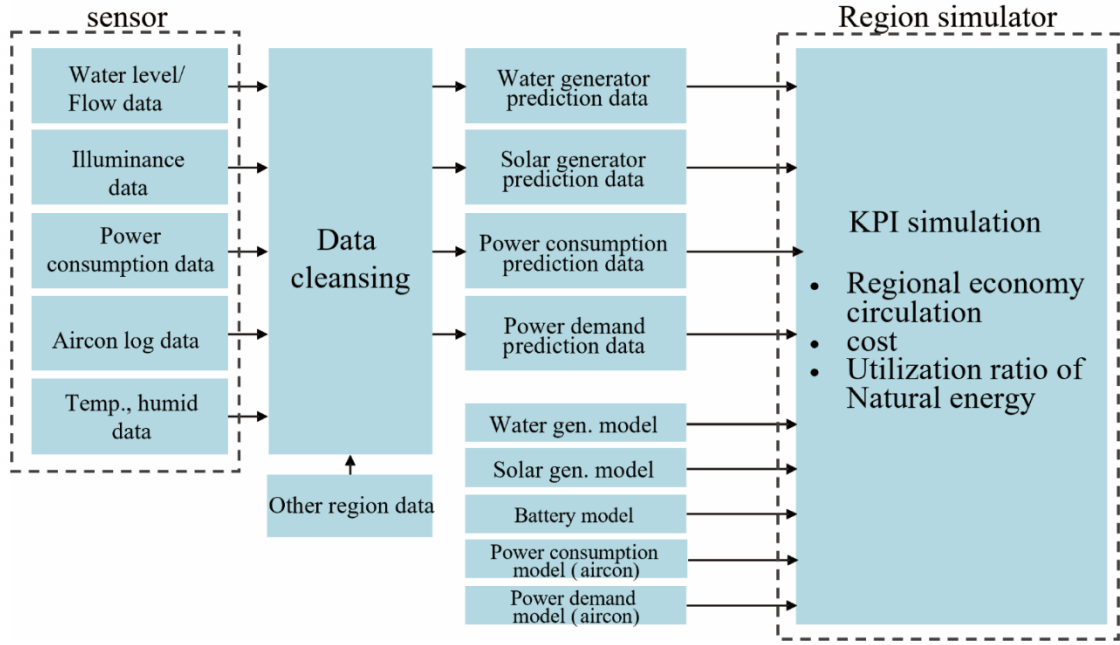 sensor
Region simulator
Water level/
Flow data
Illuminance
data
Power
consumption data
Aircon log data
Temp., humid
data
Data
cleansing
Other region data
Water generator
prediction data
Solar generator
prediction data
Power consumption
prediction data
Power demand
prediction data
Water gen. model
Solar gen. model
Battery model
Power consumption
model (aircon)
Power demand
model (aircon)
KPI simulation
• Regional economy
circulation
• cost
• Utilization ratio of
Natural energy